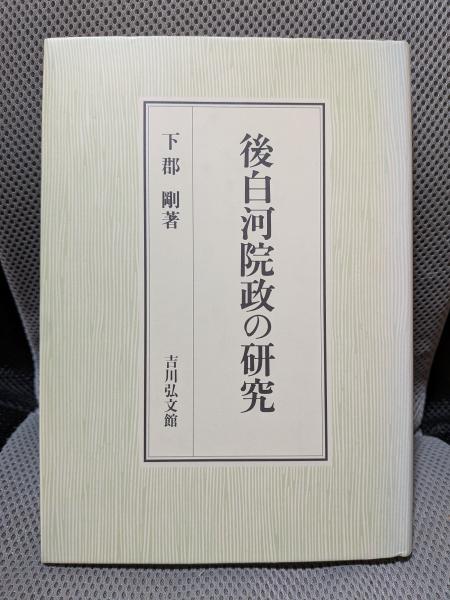 後白河院政の研究
下郡 剛著
吉川弘文館